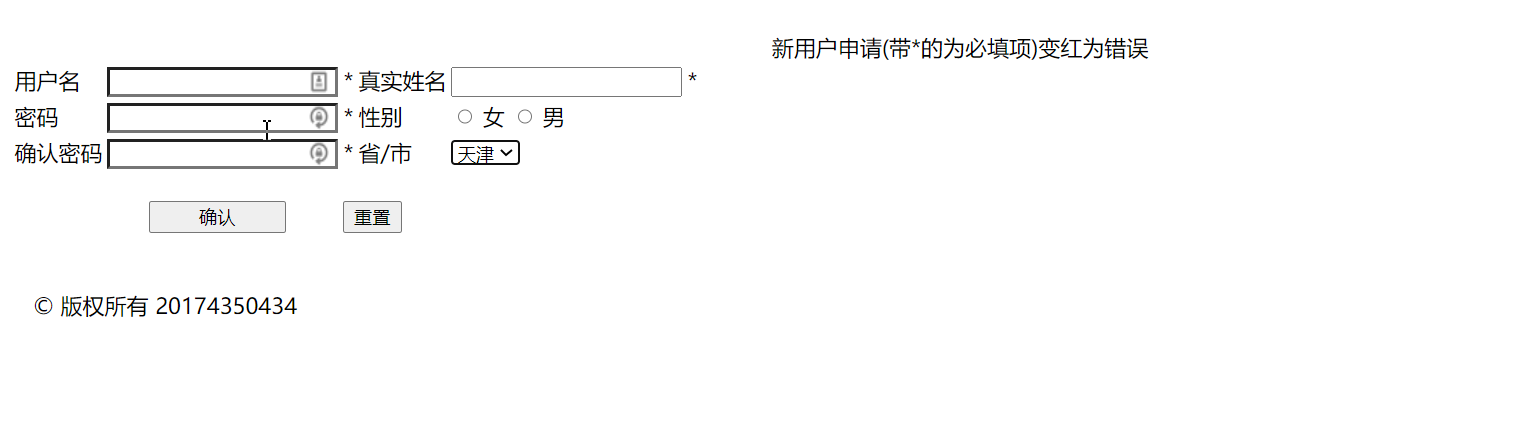 新用户申请(带*的为必填项)变红为错误
用户名 * 真实姓名 *
密码 * 性别 女 男
确认密码 * 省/市 天津
确认 重置
© 版权所有 20174350434